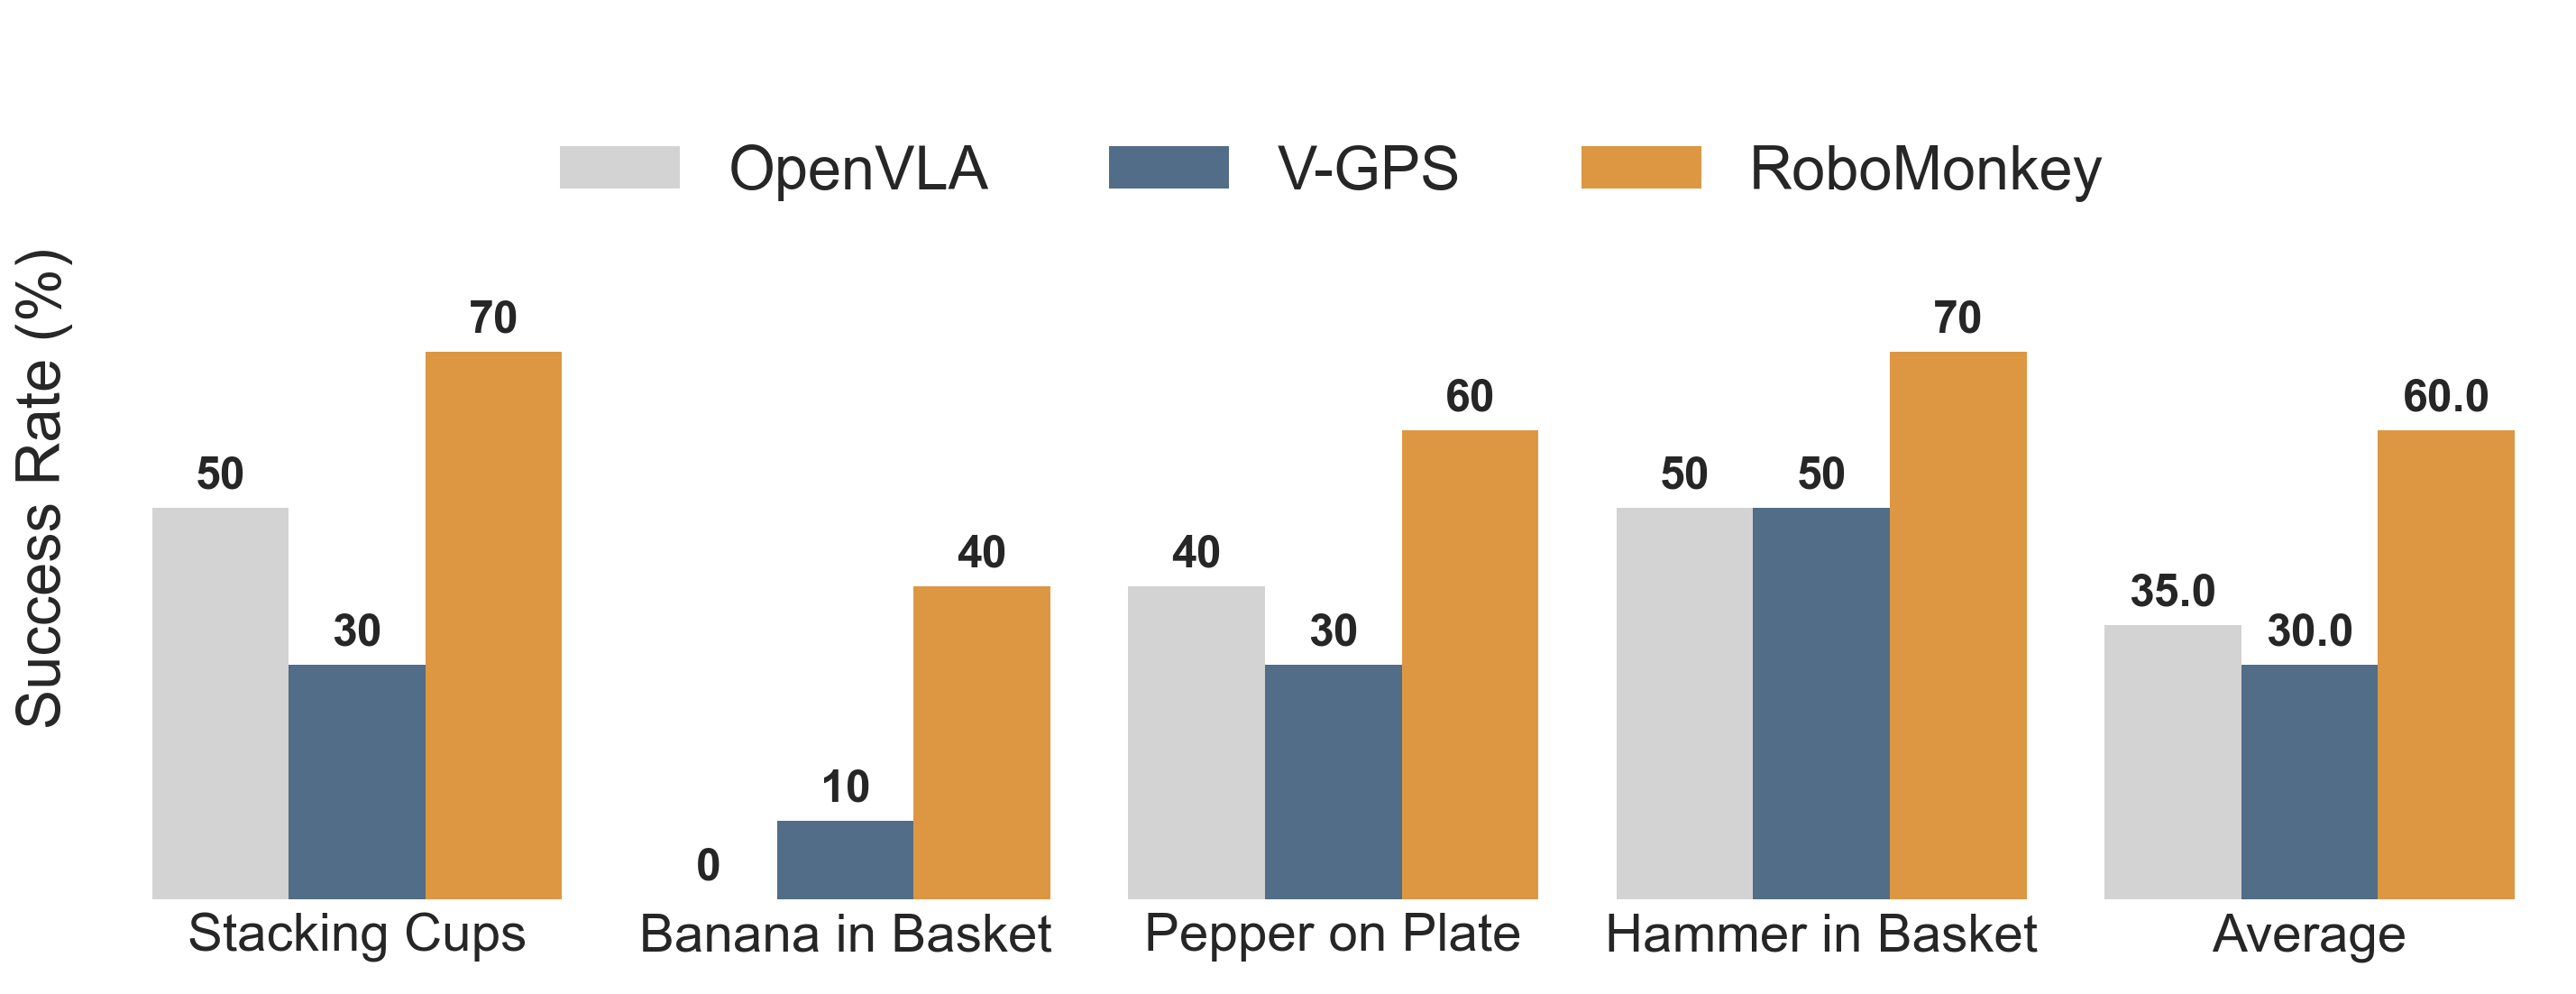 OpenVLA V-GPS RoboMonkey
Success Rate (%)
50 30 70
0 10 40
40 30 60
50 50 70
35.0 30.0 60.0
Stacking Cups Banana in Basket Pepper on Plate Hammer in Basket Average